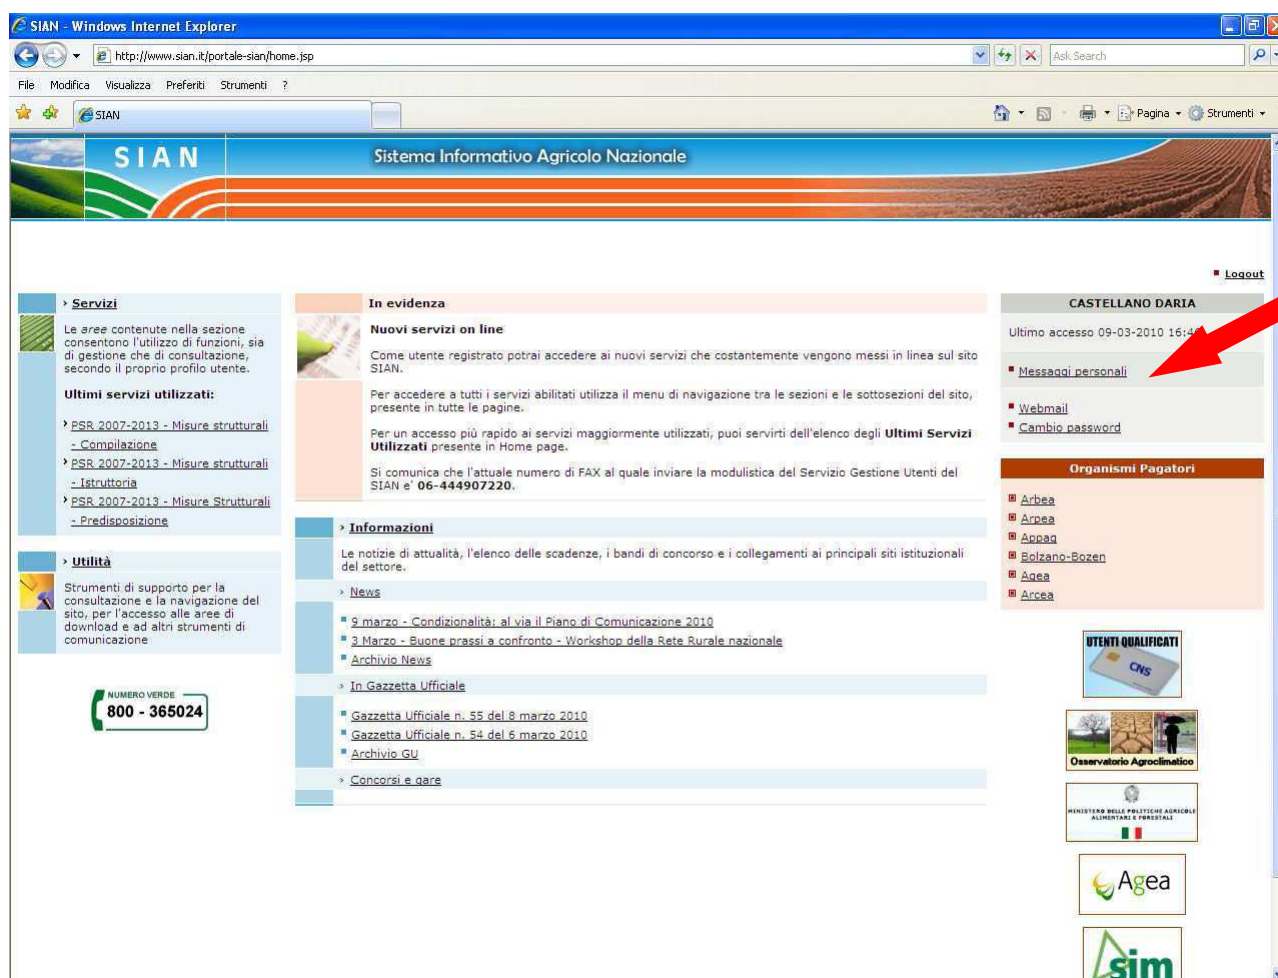 SIAN - Windows Internet Explorer
http://www.sian.it/portale-sian/home.jsp
Ask Search
File Modifica Visualizza Preferiti Strumenti ?
SIAN
Pagina
Strumenti
SIAN
Sistema Informativo Agricolo Nazionale
Logout
› Servizi
Le aree contenute nella sezione
consentono l'utilizzo di funzioni, sia
di gestione che di consultazione,
secondo il proprio profilo utente.
Ultimi servizi utilizzati:
PSR 2007-2013 - Misure strutturali
- Compilazione
PSR 2007-2013 - Misure strutturali
- Istruttoria
PSR 2007-2013 - Misure Strutturali
- Predisposizione
› Utilità
Strumenti di supporto per la
consultazione e la navigazione del
sito, per l'accesso alle aree di
download e ad altri strumenti di
comunicazione
NUMERO VERDE
800 - 365024
In evidenza
Nuovi servizi on line
Come utente registrato potrai accedere ai nuovi servizi che costantemente vengono messi in linea sul sito
SIAN.
Per accedere a tutti i servizi abilitati utilizza il menu di navigazione tra le sezioni e le sottosezioni del sito,
presente in tutte le pagine.
Per un accesso più rapido ai servizi maggiormente utilizzati, puoi servirti dell'elenco degli Ultimi Servizi
Utilizzati presente in Home page.
Si comunica che l'attuale numero di FAX al quale inviare la modulistica del Servizio Gestione Utenti del
SIAN e' 06-444907220.
› Informazioni
Le notizie di attualità, l'elenco delle scadenze, i bandi di concorso e i collegamenti ai principali siti istituzionali
del settore.
› News
9 marzo - Condizionalità: al via il Piano di Comunicazione 2010
3 Marzo - Buone prassi a confronto - Workshop della Rete Rurale nazionale
Archivio News
› In Gazzetta Ufficiale
Gazzetta Ufficiale n. 55 del 8 marzo 2010
Gazzetta Ufficiale n. 54 del 6 marzo 2010
Archivio GU
› Concorsi e gare
CASTELLANO DARIA
Ultimo accesso 09-03-2010
Messaggi personali
Webmail
Cambio password
Organismi Pagatori
Arbea
Arpea
Appag
Bolzano-Bozen
Agea
Arcea
UTENTI QUALIFICATI
CNS
Osservatorio Agroclimatico
MINISTERO DELLE POLITICHE AGRICOLE
ALIMENTARI E FORESTALI
Agea
sim